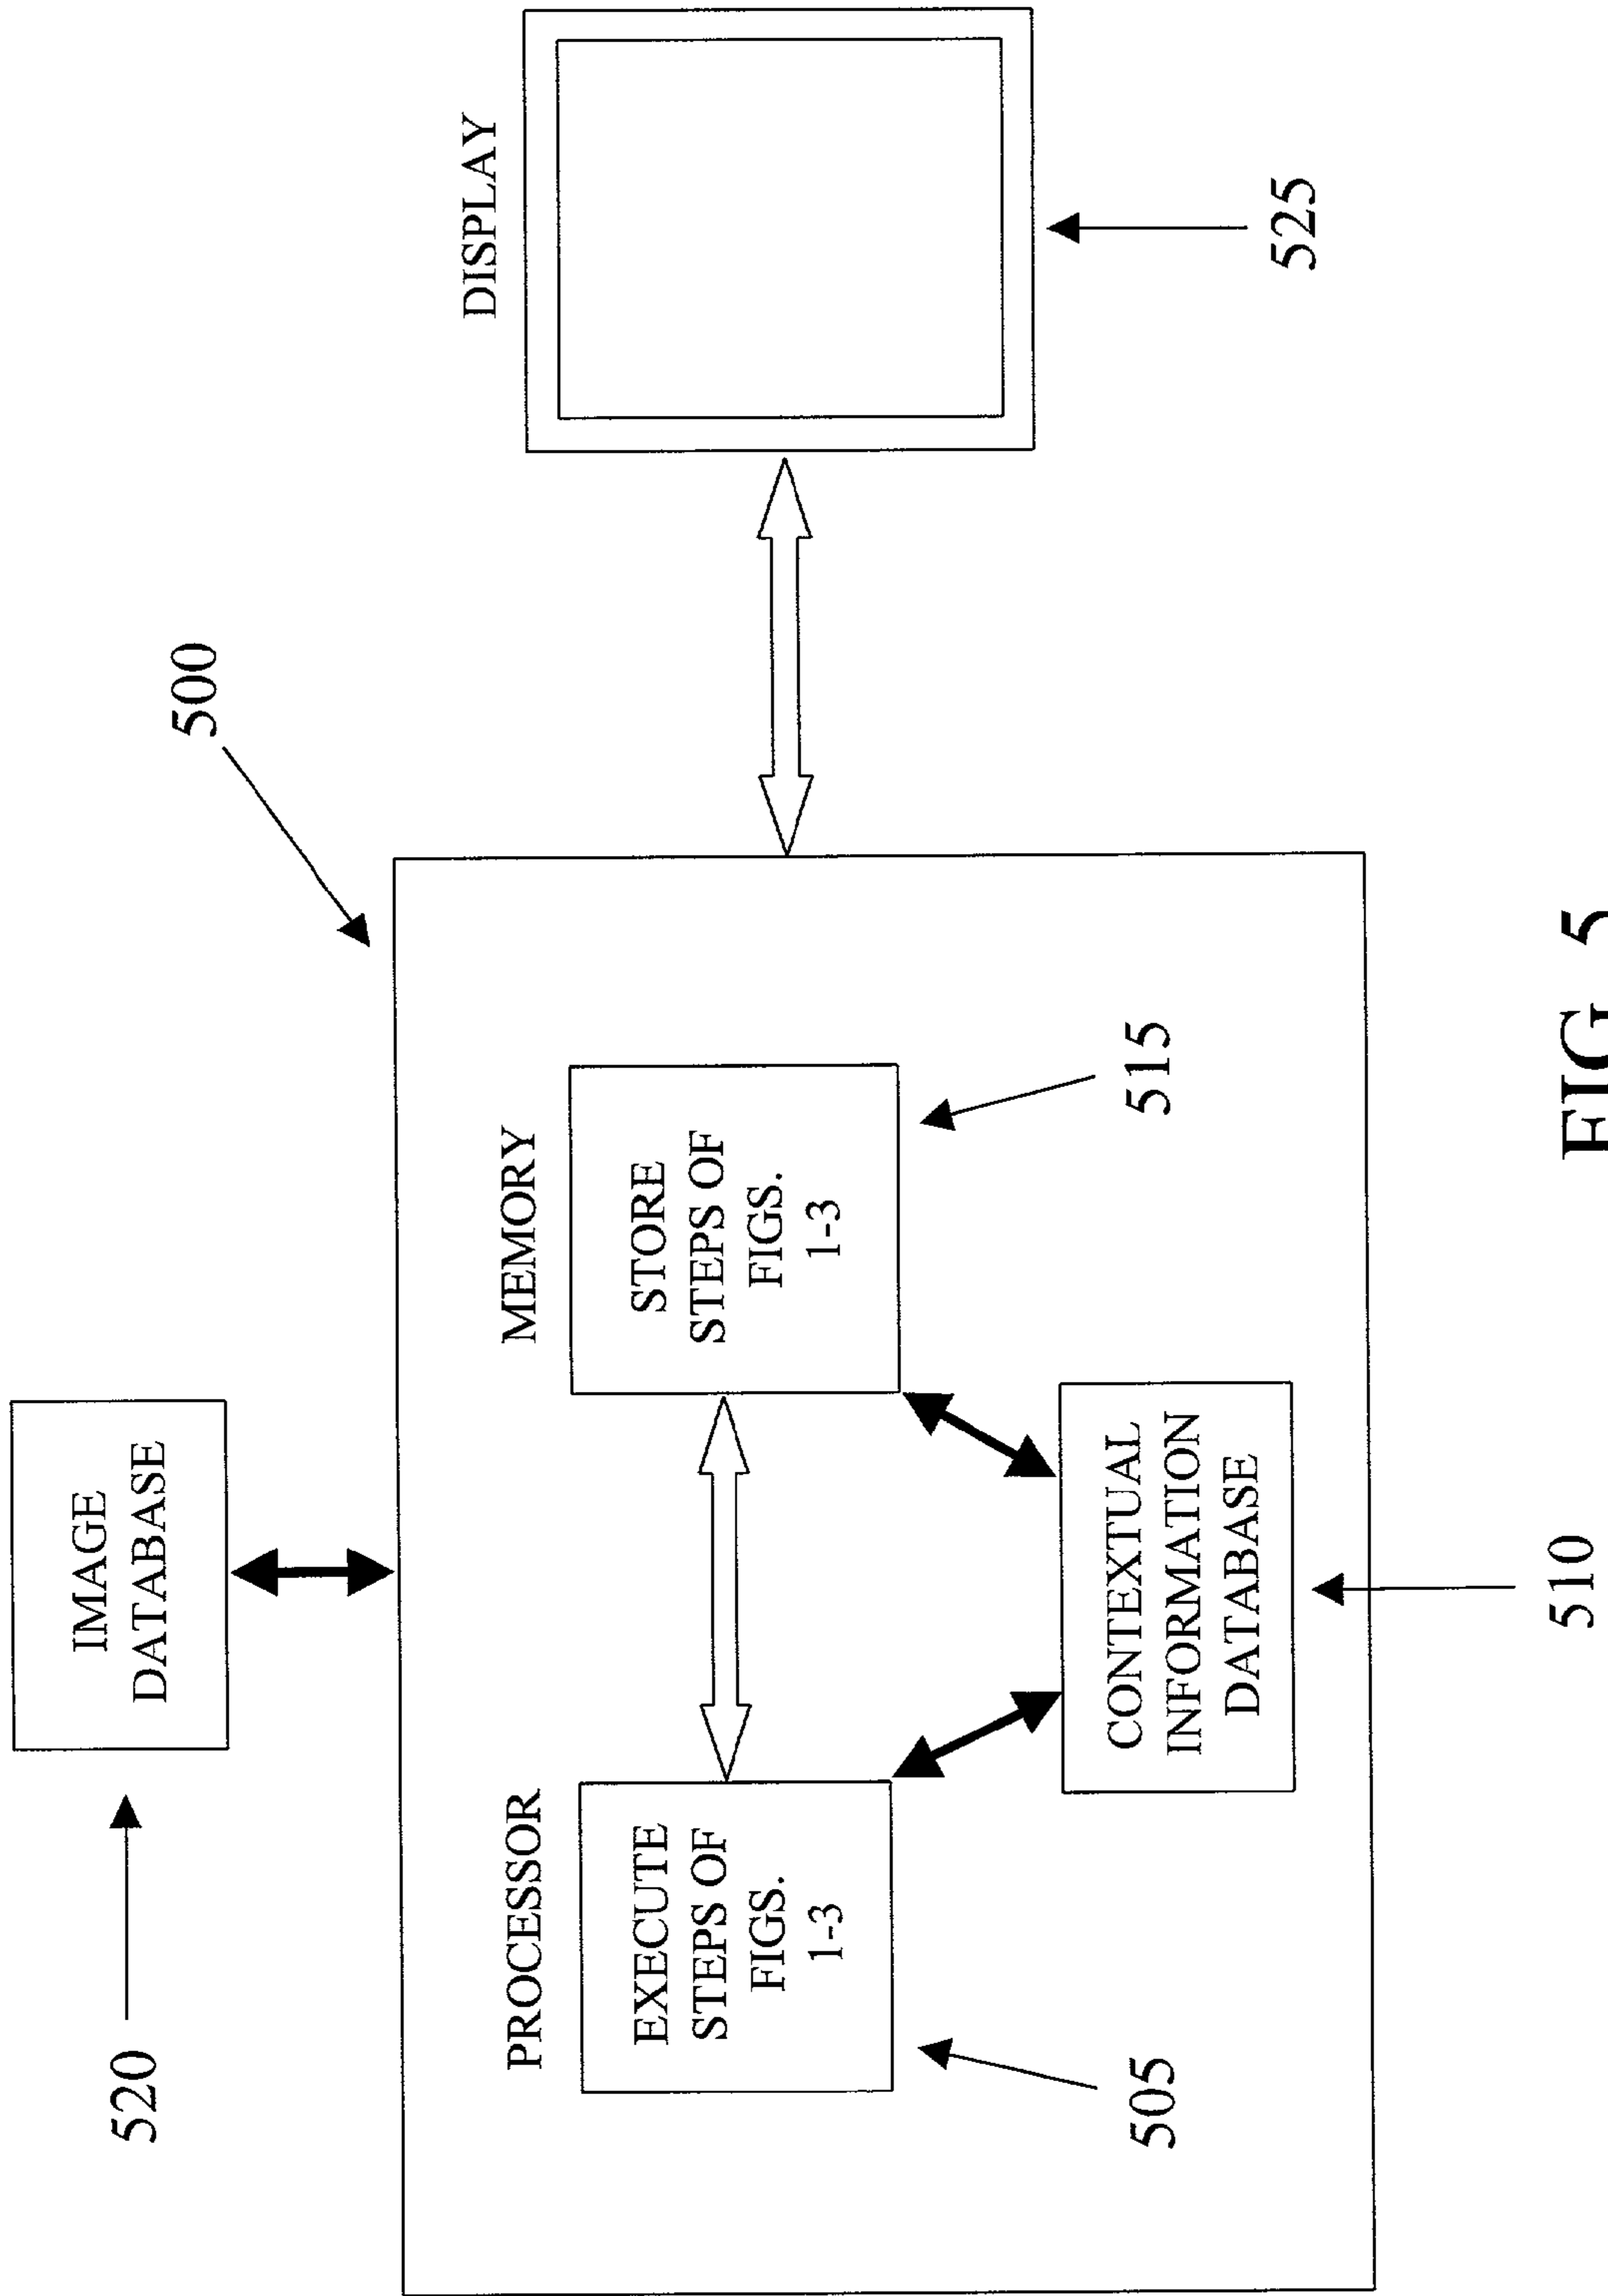 520
IMAGE
DATABASE
500
DISPLAY
525
PROCESSOR
EXECUTE
STEPS OF
FIGS.
1-3
505
MEMORY
STORE
STEPS OF
FIGS.
1-3
515
CONTEXTUAL
INFORMATION
DATABASE
510
FIG. 5